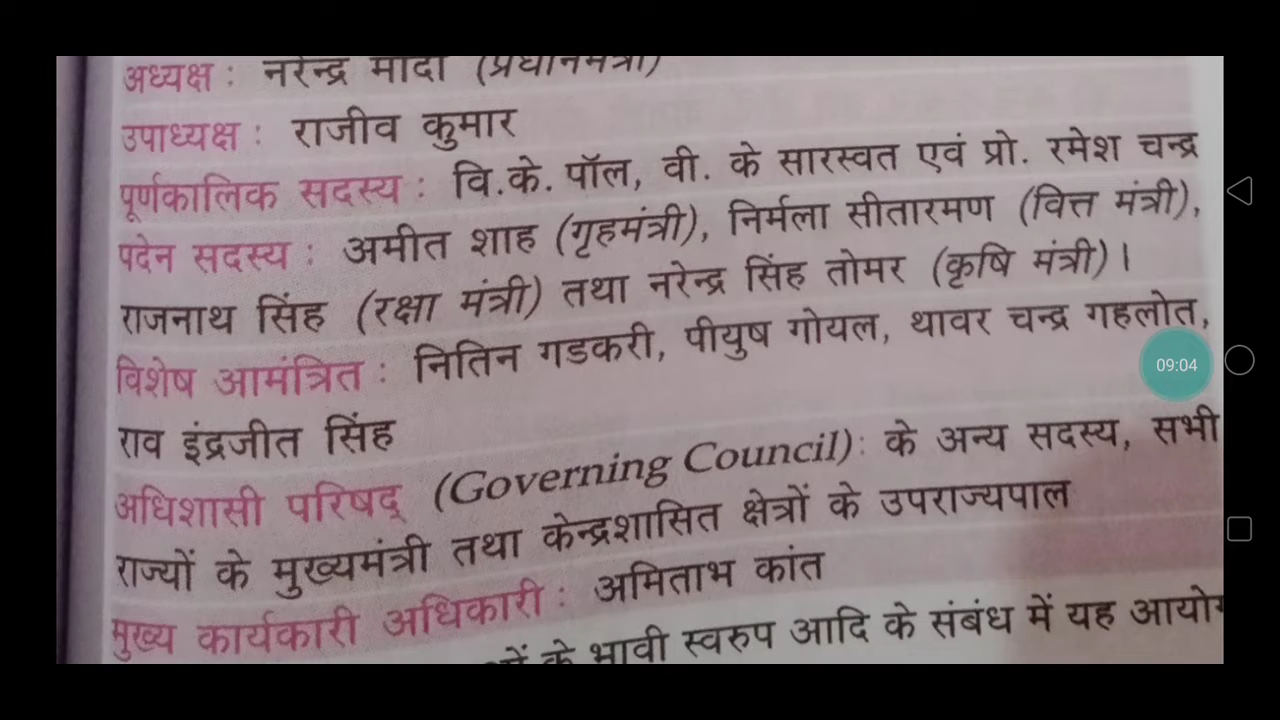 अध्यक्ष : नरेन्द्र मोदी (प्रधानमंत्री)
उपाध्यक्ष : राजीव कुमार
पूर्णकालिक सदस्य : वि.के. पॉल, वी. के सारस्वत एवं प्रो. रमेश चन्द्र
पदेन सदस्य : अमीत शाह (गृहमंत्री), निर्मला सीतारमण (वित्त मंत्री),
राजनाथ सिंह (रक्षा मंत्री) तथा नरेन्द्र सिंह तोमर (कृषि मंत्री)।
विशेष आमंत्रित : नितिन गडकरी, पीयुष गोयल, थावर चन्द्र गहलोत,
09:04
राव इंद्रजीत सिंह
अधिशासी परिषद् (Governing Council): के अन्य सदस्य, सभी
राज्यों के मुख्यमंत्री तथा केन्द्रशासित क्षेत्रों के उपराज्यपाल
मुख्य कार्यकारी अधिकारी : अमिताभ कांत
के भावी स्वरुप आदि के संबंध में यह